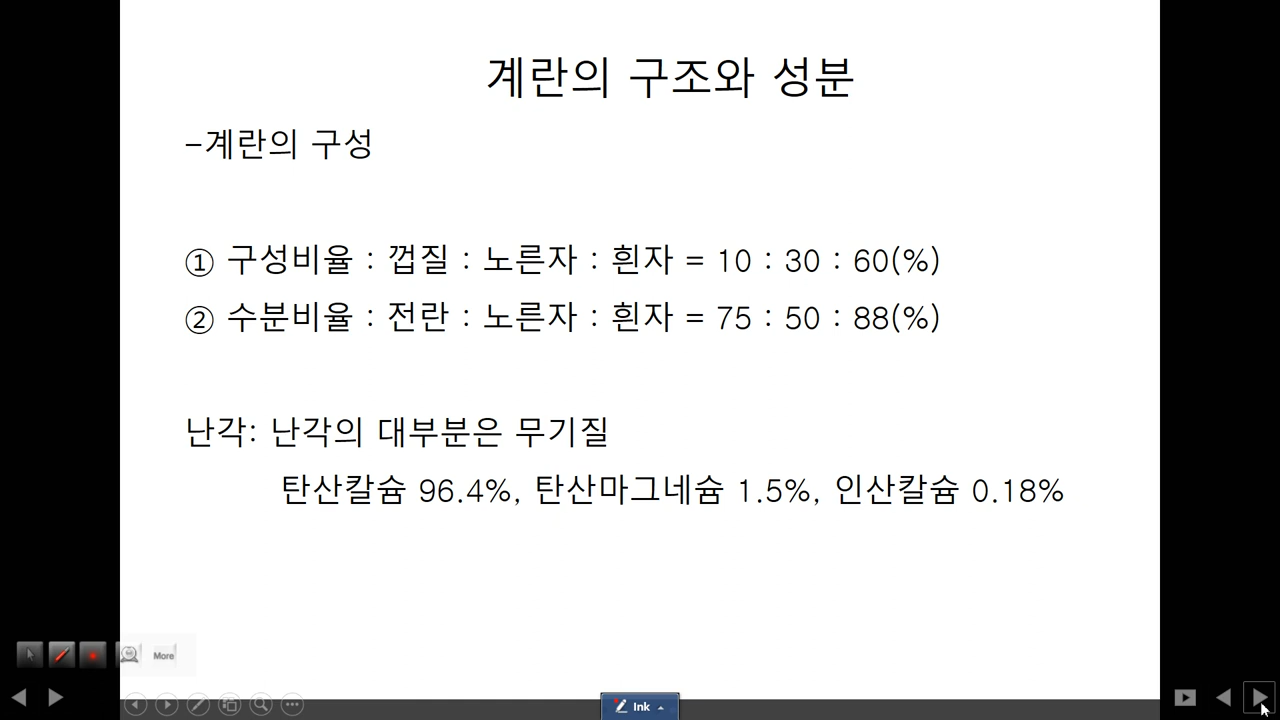 계란의 구조와 성분
-계란의 구성
① 구성비율 : 껍질 : 노른자 : 흰자 = 10 : 30 : 60(%)
② 수분비율 : 전란 : 노른자 : 흰자 = 75 : 50 : 88(%)
난각: 난각의 대부분은 무기질
탄산칼슘 96.4%, 탄산마그네슘 1.5%, 인산칼슘 0.18%
More
Ink